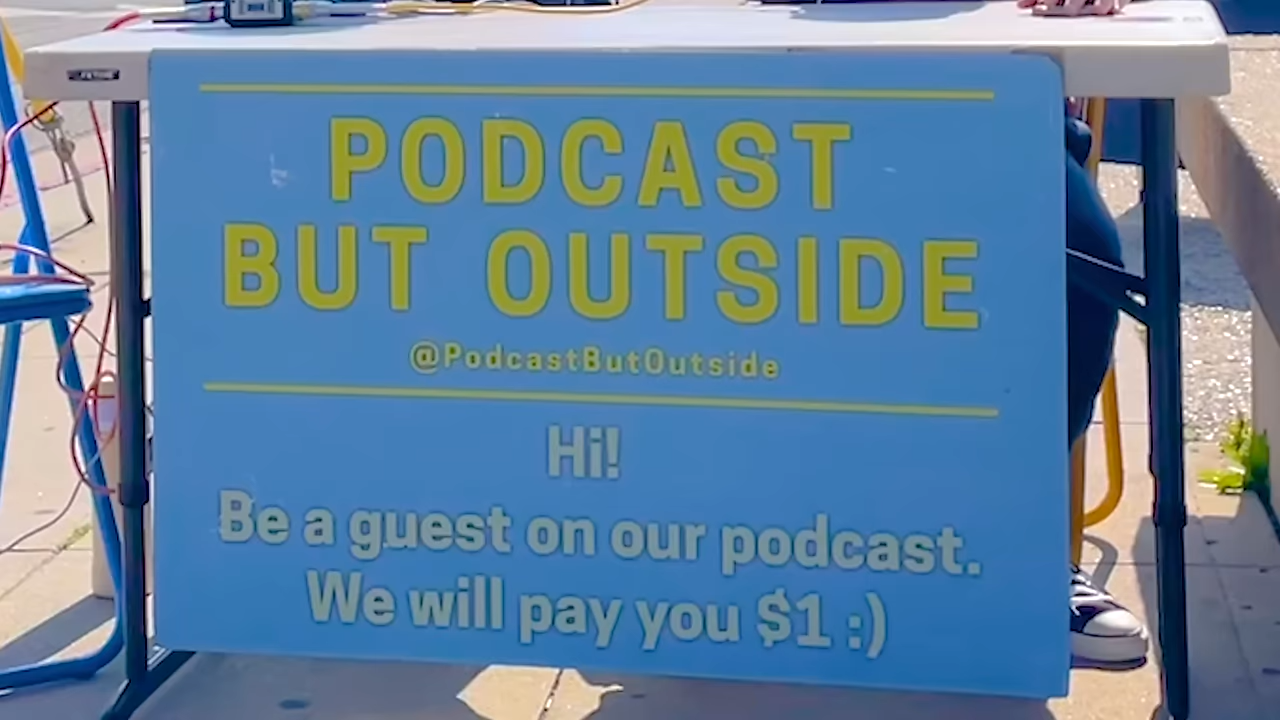 PODCAST
BUT OUTSIDE
@PodcastButOutside
Hi!
Be a guest on our podcast.
We will pay you $1 :)